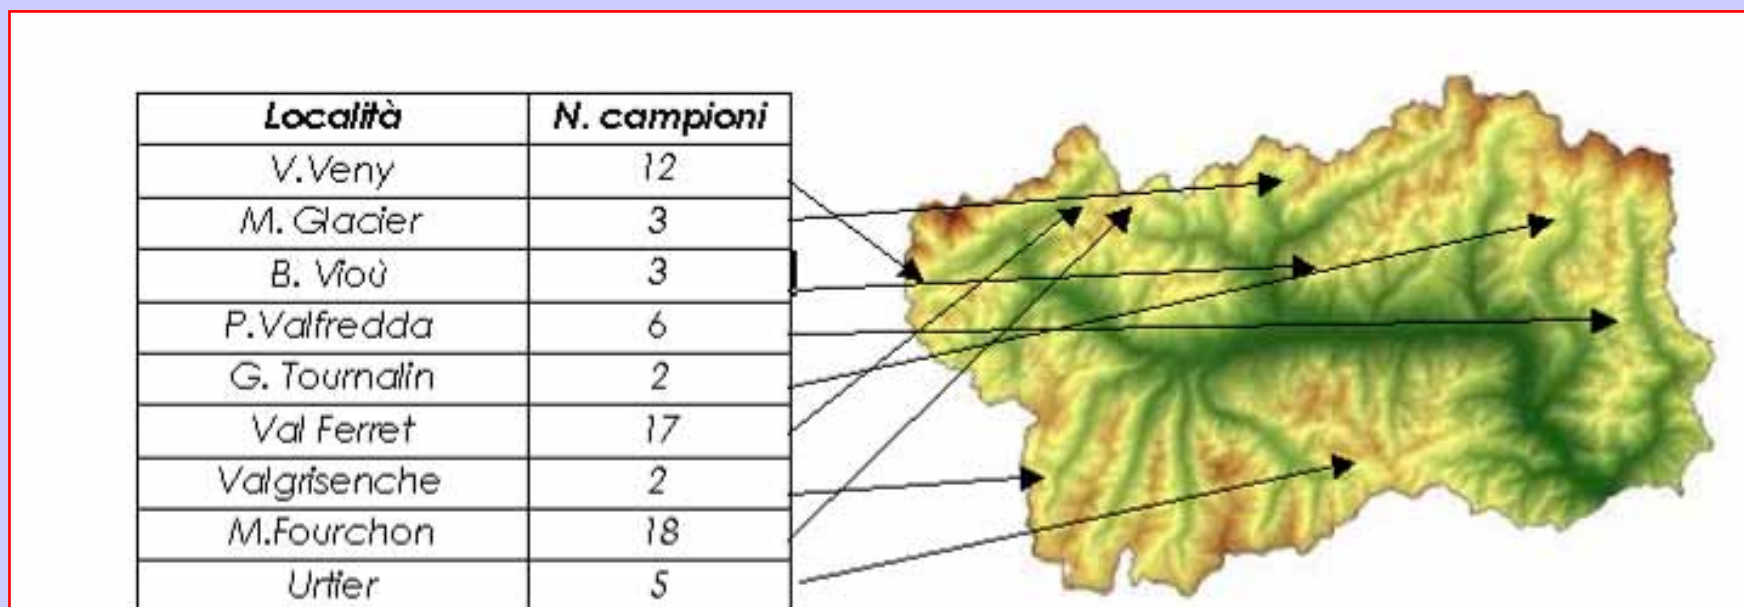 Località N. campioni
V.Veny 12
M. Glacier 3
B. Vioù 3
P.Valfredda 6
G. Tournalin 2
Val Ferret 17
Valgrisenche 2
M.Fourchon 18
Urtier 5